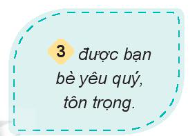 3 được bạn
bè yêu quý,
tôn trọng.